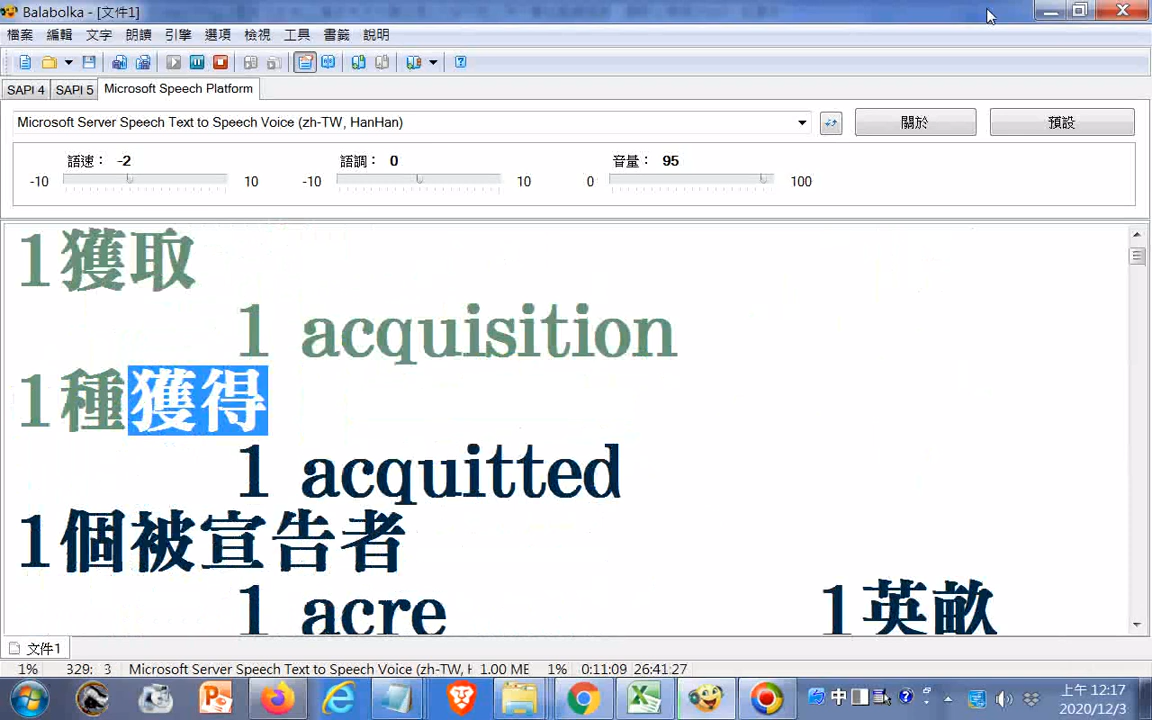 Balabolka - [文件1]
檔案 編輯 文字 朗讀 引擎 選項 檢視 工具 書籤 說明
SAPI 4 SAPI 5 Microsoft Speech Platform
Microsoft Server Speech Text to Speech Voice (zh-TW, HanHan) 關於 預設
語速： -2 語調： 0 音量： 95
-10 10 -10 10 0 100
1獲取
1 acquisition
1種獲得
1 acquitted
1個被宣告者
1 acre 1英畝
文件1
1% 329: 3 Microsoft Server Speech Text to Speech Voice (zh-TW, H 1.00 ME 1% 0:11:09 26:41:27
中 上午 12:17
2020/12/3